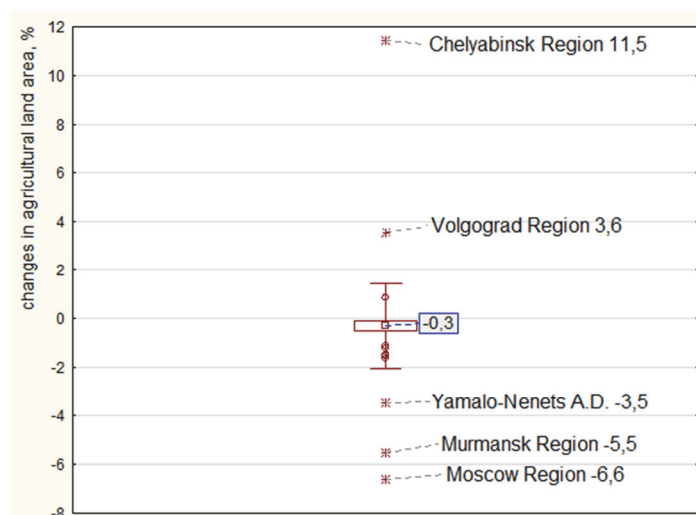 changes in agricultural land area, %
12
10
8
6
4
2
0
-2
-4
-6
-8
Chelyabinsk Region 11,5
Volgograd Region 3,6
-0,3
Yamalo-Nenets A.D. -3,5
Murmansk Region -5,5
Moscow Region -6,6